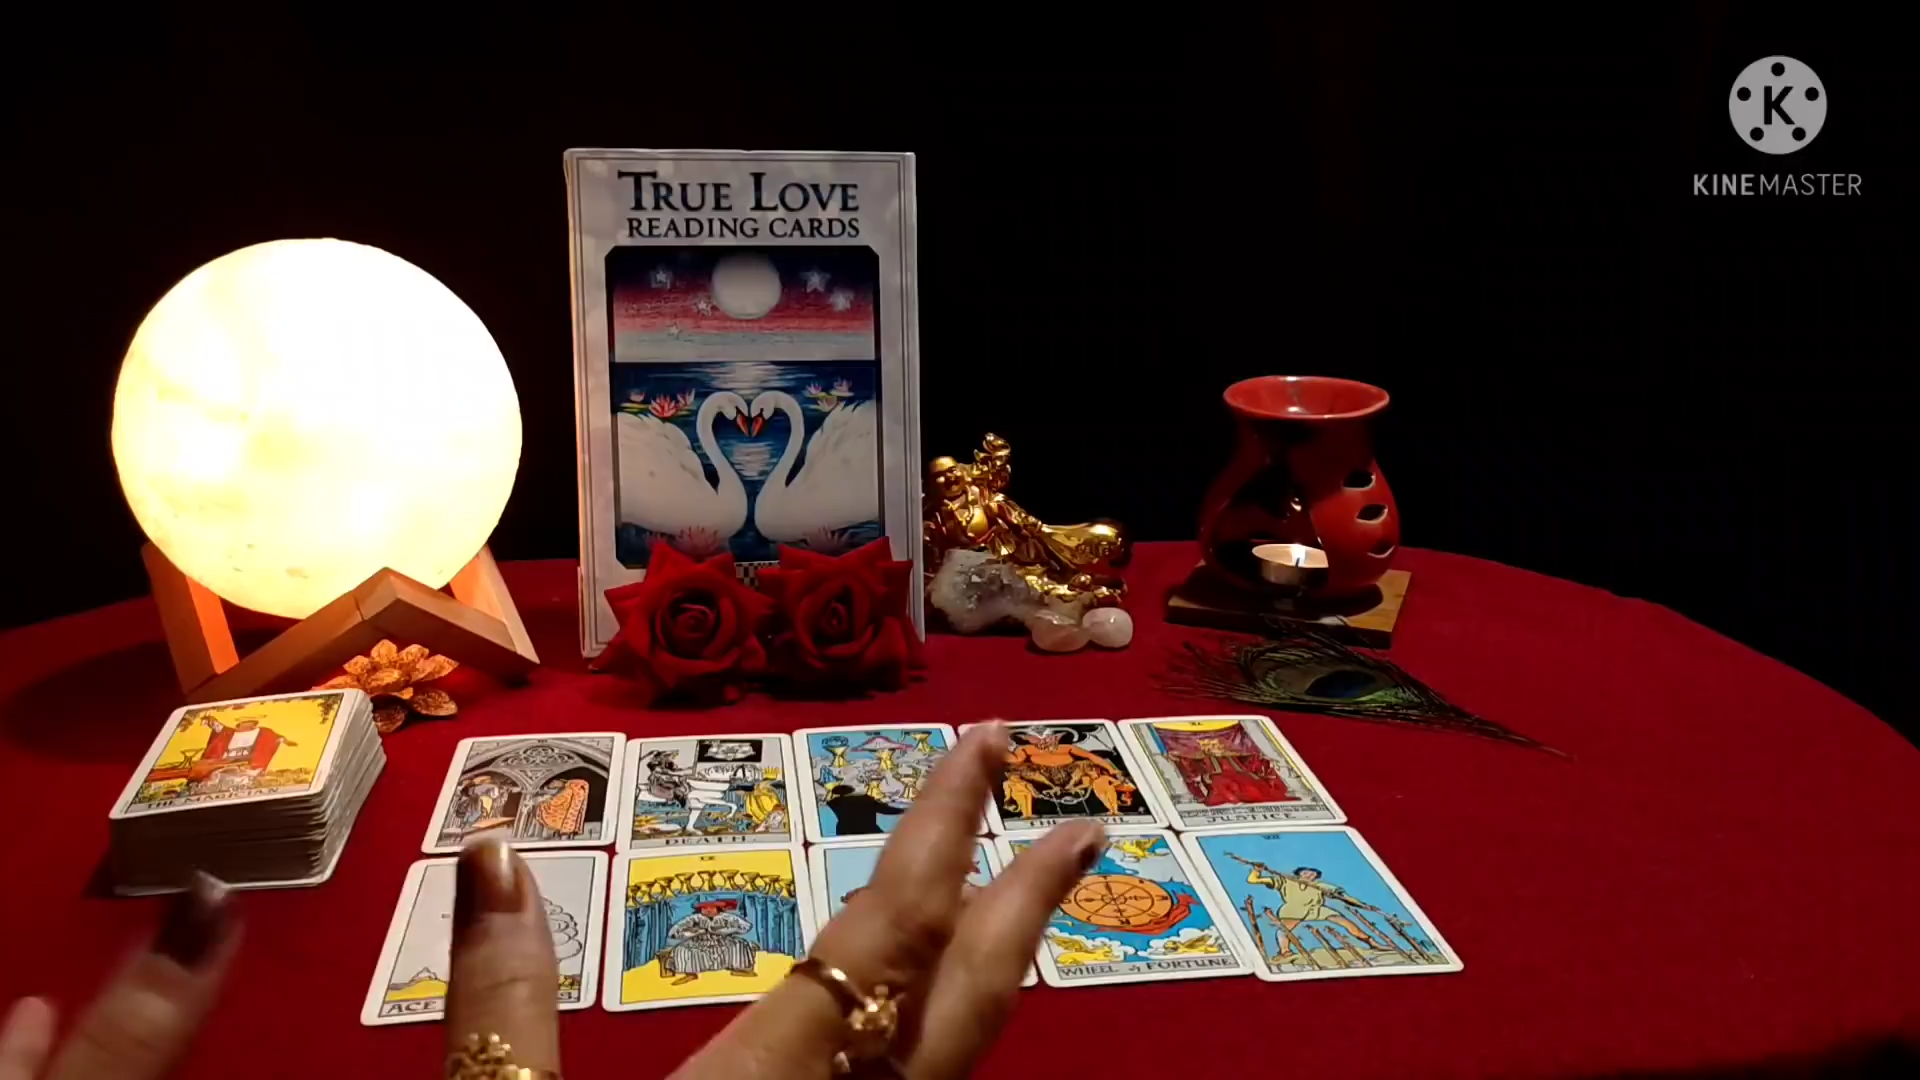 K
KINEMASTER
TRUE LOVE
READING CARDS
THE MAGICIAN
DEATH.
JUSTICE.
ACE
WHEEL of FORTUNE.